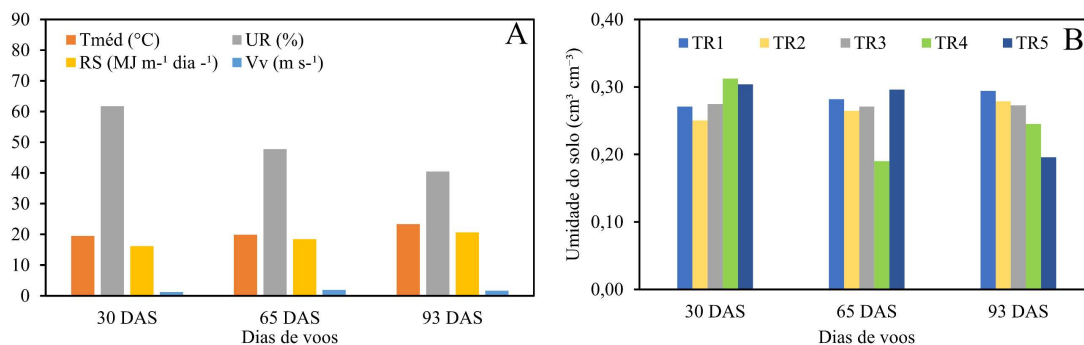 A
Tméd (°C)
UR (%)
RS (MJ m-¹ dia -¹)
Vv (m s-¹)
90
80
70
60
50
40
30
20
10
0
30 DAS
65 DAS
93 DAS
Dias de voos
B
TR1
TR2
TR3
TR4
TR5
Umidade do solo (cm³ cm⁻³)
0,40
0,30
0,20
0,10
0,00
30 DAS
65 DAS
93 DAS
Dias de voos